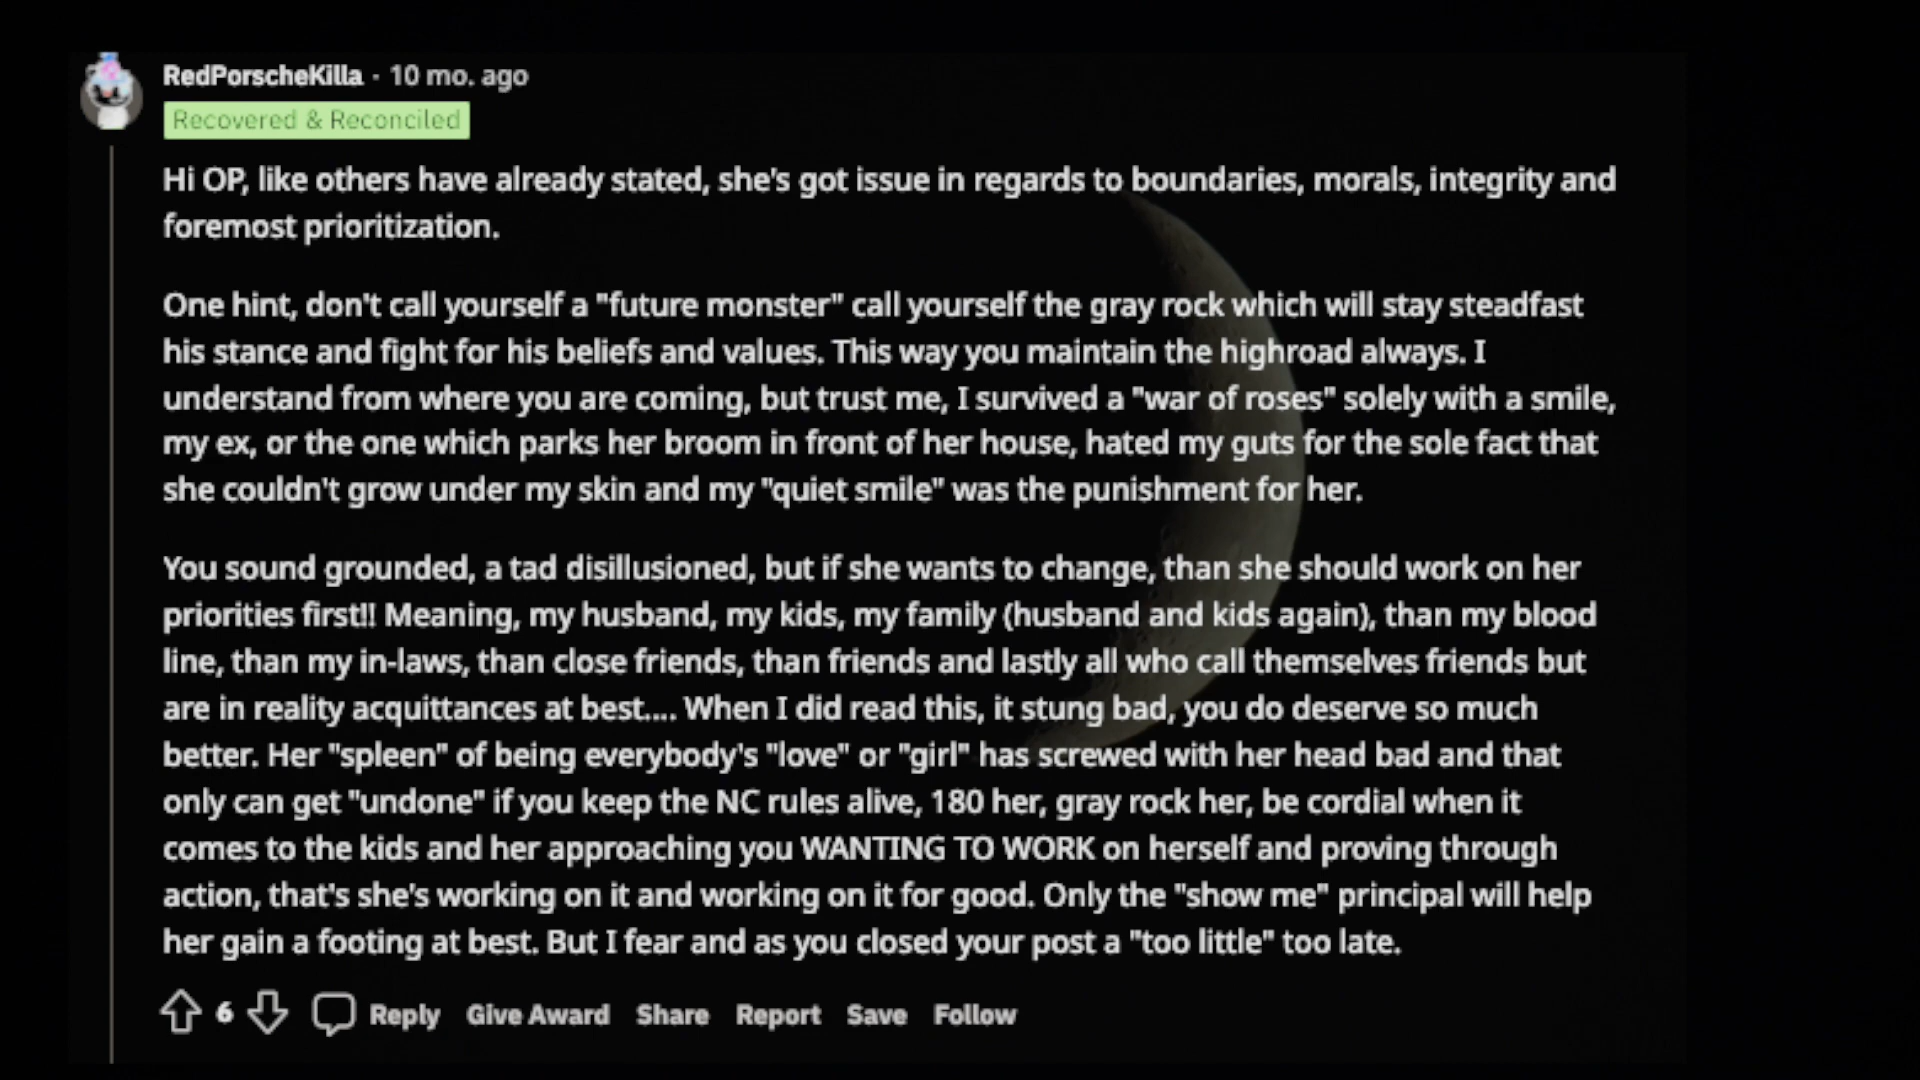 RedPorscheKilla · 10 mo. ago
Recovered & Reconciled
Hi OP, like others have already stated, she's got issue in regards to boundaries, morals, integrity and
foremost prioritization.
One hint, don't call yourself a "future monster" call yourself the gray rock which will stay steadfast
his stance and fight for his beliefs and values. This way you maintain the highroad always. I
understand from where you are coming, but trust me, I survived a "war of roses" solely with a smile,
my ex, or the one which parks her broom in front of her house, hated my guts for the sole fact that
she couldn't grow under my skin and my "quiet smile" was the punishment for her.
You sound grounded, a tad disillusioned, but if she wants to change, than she should work on her
priorities first!! Meaning, my husband, my kids, my family (husband and kids again), than my blood
line, than my in-laws, than close friends, than friends and lastly all who call themselves friends but
are in reality acquittances at best.... When I did read this, it stung bad, you do deserve so much
better. Her "spleen" of being everybody's "love" or "girl" has screwed with her head bad and that
only can get "undone" if you keep the NC rules alive, 180 her, gray rock her, be cordial when it
comes to the kids and her approaching you WANTING TO WORK on herself and proving through
action, that's she's working on it and working on it for good. Only the "show me" principal will help
her gain a footing at best. But I fear and as you closed your post a "too little" too late.
6 Reply Give Award Share Report Save Follow